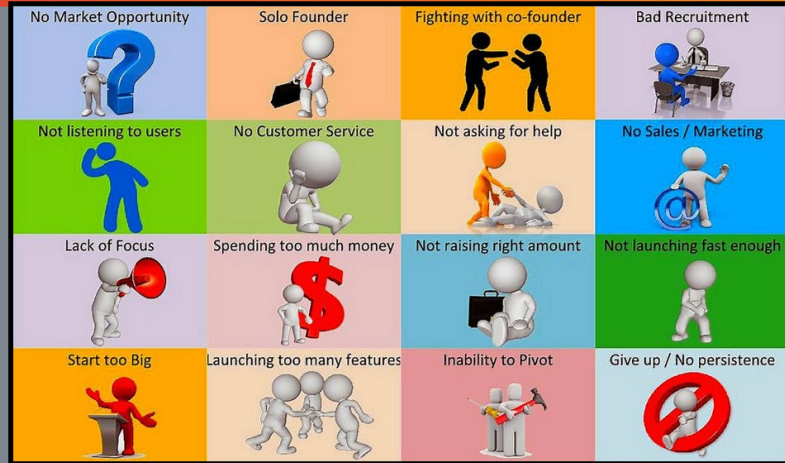 No Market Opportunity
Solo Founder
Fighting with co-founder
Bad Recruitment
Not listening to users
No Customer Service
Not asking for help
No Sales / Marketing
@
Lack of Focus
Spending too much money
Not raising right amount
Not launching fast enough
$
Start too Big
Launching too many features
Inability to Pivot
Give up / No persistence